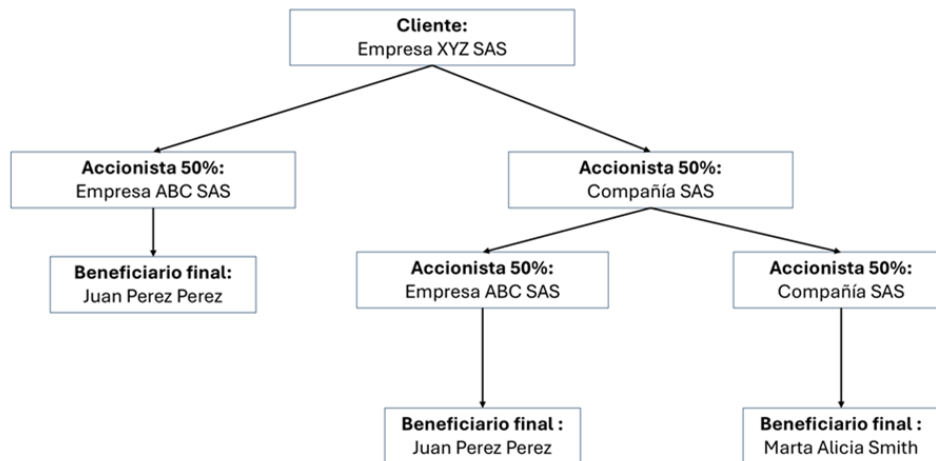 Cliente:
Empresa XYZ SAS
Accionista 50%:
Empresa ABC SAS
Accionista 50%:
Compañía SAS
Beneficiario final:
Juan Perez Perez
Accionista 50%:
Empresa ABC SAS
Accionista 50%:
Compañía SAS
Beneficiario final :
Juan Perez Perez
Beneficiario final :
Marta Alicia Smith